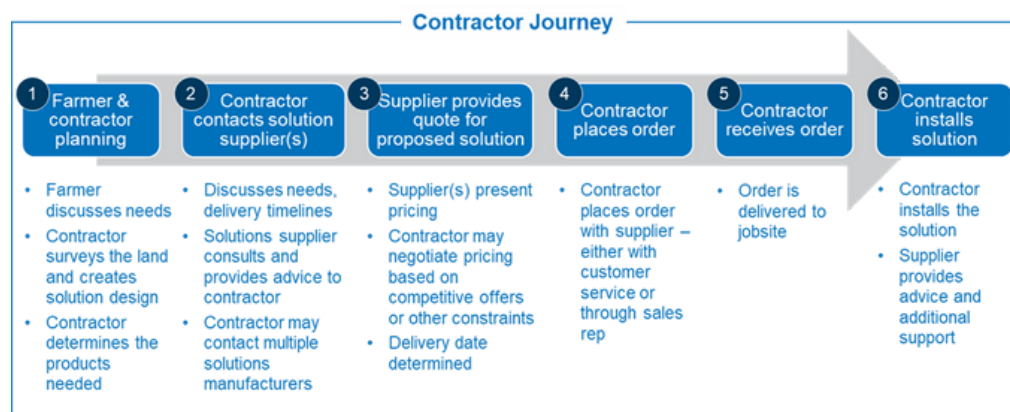 Contractor Journey
1
Farmer &
contractor
planning
2
Contractor
contacts solution
supplier(s)
3
Supplier provides
quote for
proposed solution
4
Contractor
places order
5
Contractor
receives order
6
Contractor
installs
solution
• Farmer
discusses needs
• Contractor
surveys the land
and creates
solution design
• Contractor
determines the
products
needed
• Discusses needs,
delivery timelines
• Solutions supplier
consults and
provides advice to
contractor
• Contractor may
contact multiple
solutions
manufacturers
• Supplier(s) present
pricing
• Contractor may
negotiate pricing
based on
competitive offers
or other constraints
• Delivery date
determined
• Contractor
places order
with supplier –
either with
customer
service or
through sales
rep
• Order is
delivered to
jobsite
• Contractor
installs the
solution
• Supplier
provides
advice and
additional
support